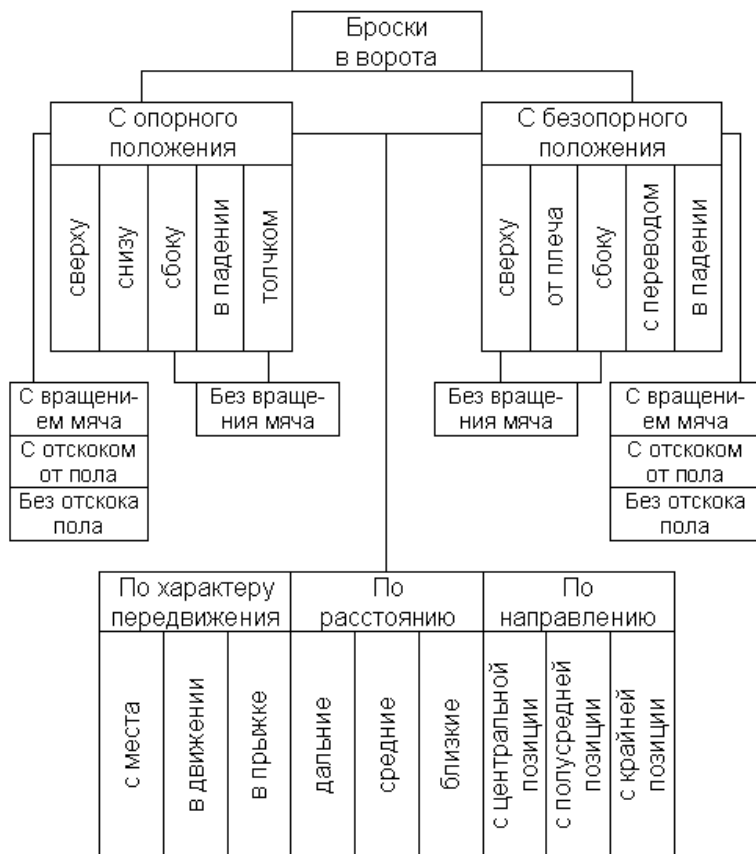 Броски
в ворота
С опорного
положения
С безопорного
положения
сверху
снизу
сбоку
в падении
толчком
сверху
от плеча
сбоку
с переводом
в падении
С вращени-
ем мяча
С отскоком
от пола
Без отскока
пола
Без враще-
ния мяча
Без враще-
ния мяча
С вращени-
ем мяча
С отскоком
от пола
Без отскока
пола
По характеру
передвижения
По
расстоянию
По
направлению
с места
в движении
в прыжке
дальние
средние
близкие
с центральной
позиции
с полусредней
позиции
с крайней
позиции